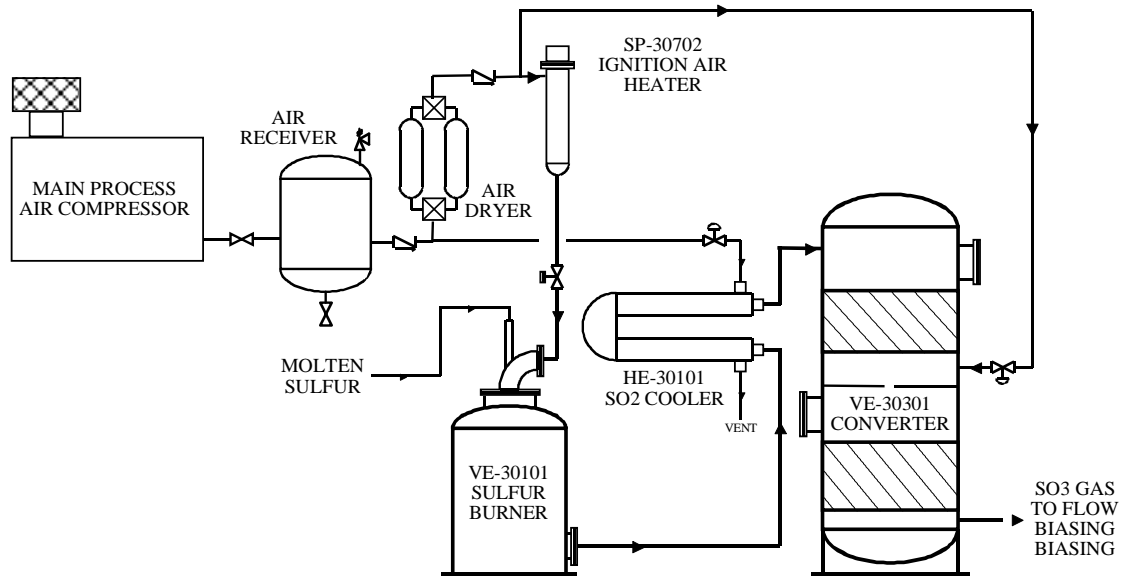 SP-30702
IGNITION AIR
HEATER
AIR
RECEIVER
MAIN PROCESS
AIR COMPRESSOR
AIR
DRYER
MOLTEN
SULFUR
HE-30101
SO2 COOLER
VENT
VE-30301
CONVERTER
VE-30101
SULFUR
BURNER
SO3 GAS
TO FLOW
BIASING
BIASING